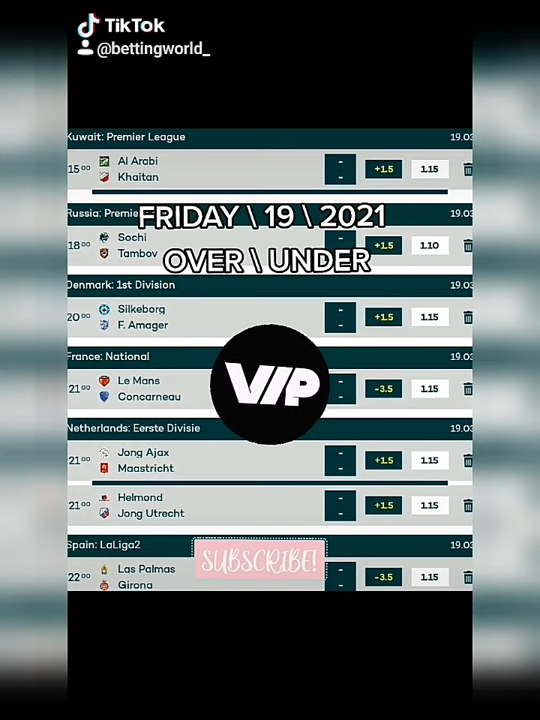 TikTok
@bettingworld_
Kuwait: Premier League 19.03
15 00 Al Arabi - +1.5 1.15
Khaitan -
Russia: Premie 19.03
FRIDAY \ 19 \ 2021
18 00 Sochi - +1.5 1.10
Tambov -
OVER \ UNDER
Denmark: 1st Division 19.03
20 00 Silkeborg - +1.5 1.15
F. Amager -
France: National 19.03
21 00 Le Mans - -3.5 1.15
Concarneau -
VIP
Netherlands: Eerste Divisie 19.03
21 00 Jong Ajax - +1.5 1.15
Maastricht -
21 00 Helmond - +1.5 1.15
Jong Utrecht -
Spain: LaLiga2 19.03
SUBSCRIBE!
22 00 Las Palmas - -3.5 1.15
Girona -